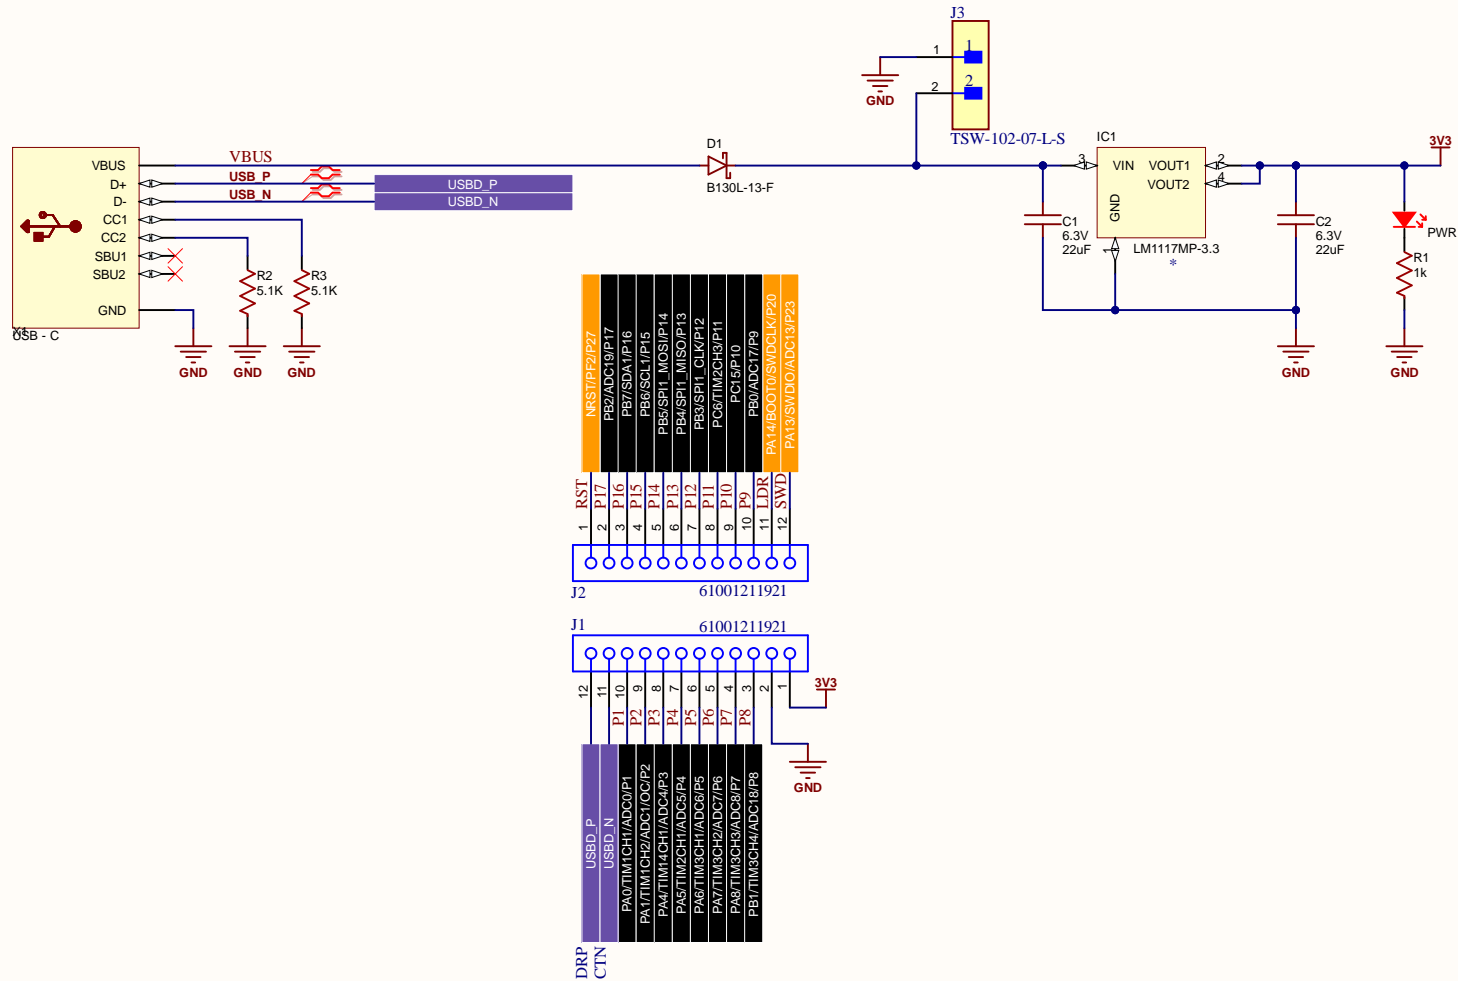 J3
1
1
2
2
GND
TSW-102-07-L-S
VBUS
D+
D-
CC1
CC2
SBU1
SBU2
GND
USB - C
VBUS
USB_P
USB_N
USBD_P
USBD_N
R2
5.1K
R3
5.1K
GND
GND
GND
D1
B130L-13-F
IC1
3
VIN
VOUT1
2
VOUT2
4
GND
1
LM1117MP-3.3
*
C1
6.3V
22uF
C2
6.3V
22uF
3V3
PWR
R1
1k
GND
GND
NRST/PF2/P27
PB2/ADC19/P17
PB7/SDA1/P16
PB6/SCL1/P15
PB5/SPI1_MOSI/P14
PB4/SPI1_MISO/P13
PB3/SPI1_CLK/P12
PC6/TIM2CH3/P11
PC15/P10
PB0/ADC17/P9
PA14/BOOT0/SWDCLK/P20
PA13/SWDIO/ADC13/P23
RST
P17
P16
P15
P14
P13
P12
P11
P10
P9
LDR
SWD
1
2
3
4
5
6
7
8
9
10
11
12
J2
61001211921
J1
61001211921
12
11
10
9
8
7
6
5
4
3
2
1
3V3
P1
P2
P3
P4
P5
P6
P7
P8
GND
USBD_P
USBD_N
PA0/TIM1CH1/ADC0/P1
PA1/TIM1CH2/ADC1/OC/P2
PA4/TIM14CH1/ADC4/P3
PA5/TIM2CH1/ADC5/P4
PA6/TIM3CH1/ADC6/P5
PA7/TIM3CH2/ADC7/P6
PA8/TIM3CH3/ADC8/P7
PB1/TIM3CH4/ADC18/P8
DRP
CTN